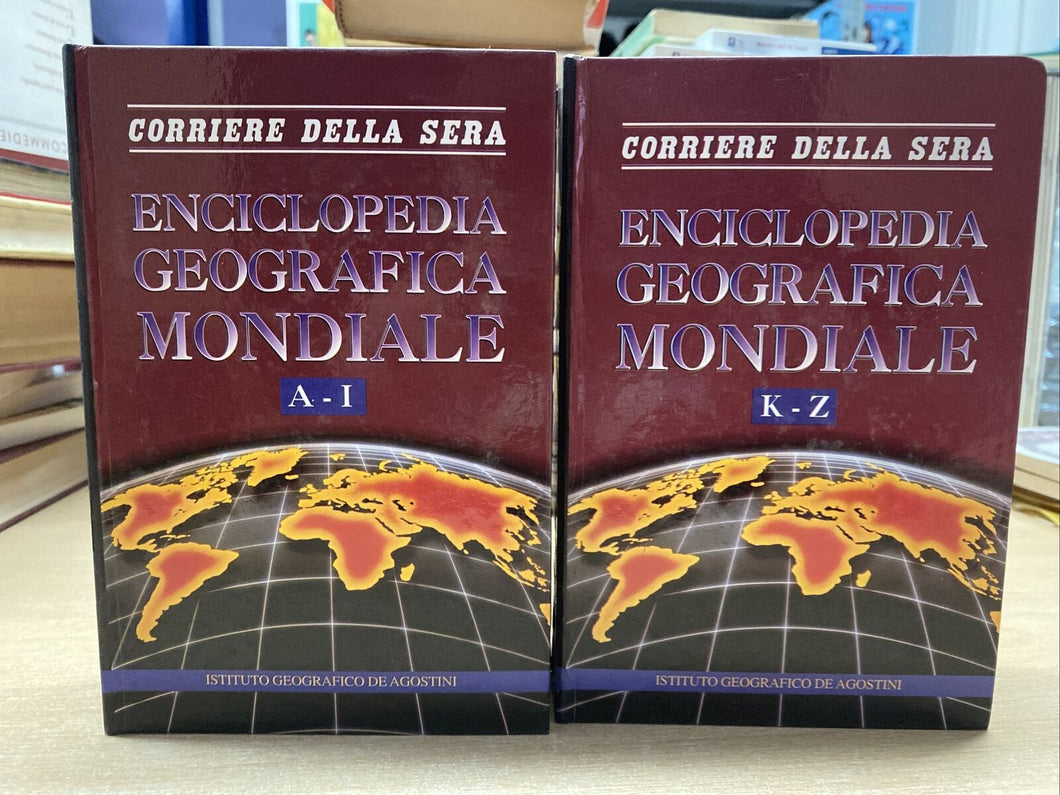 CORRIERE DELLA SERA
ENCICLOPEDIA
GEOGRAFICA
MONDIALE
A - I
ISTITUTO GEOGRAFICO DE AGOSTINI
CORRIERE DELLA SERA
ENCICLOPEDIA
GEOGRAFICA
MONDIALE
K - Z
ISTITUTO GEOGRAFICO DE AGOSTINI
COMMEDIE